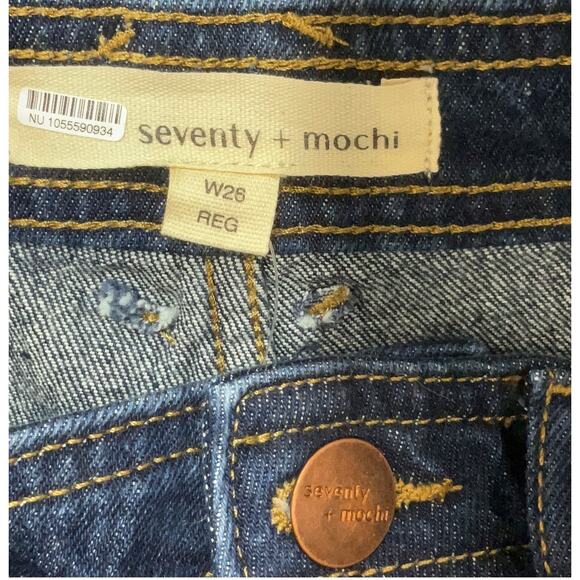 NU 1055590934
seventy + mochi
W26
REG
seventy
+ mochi